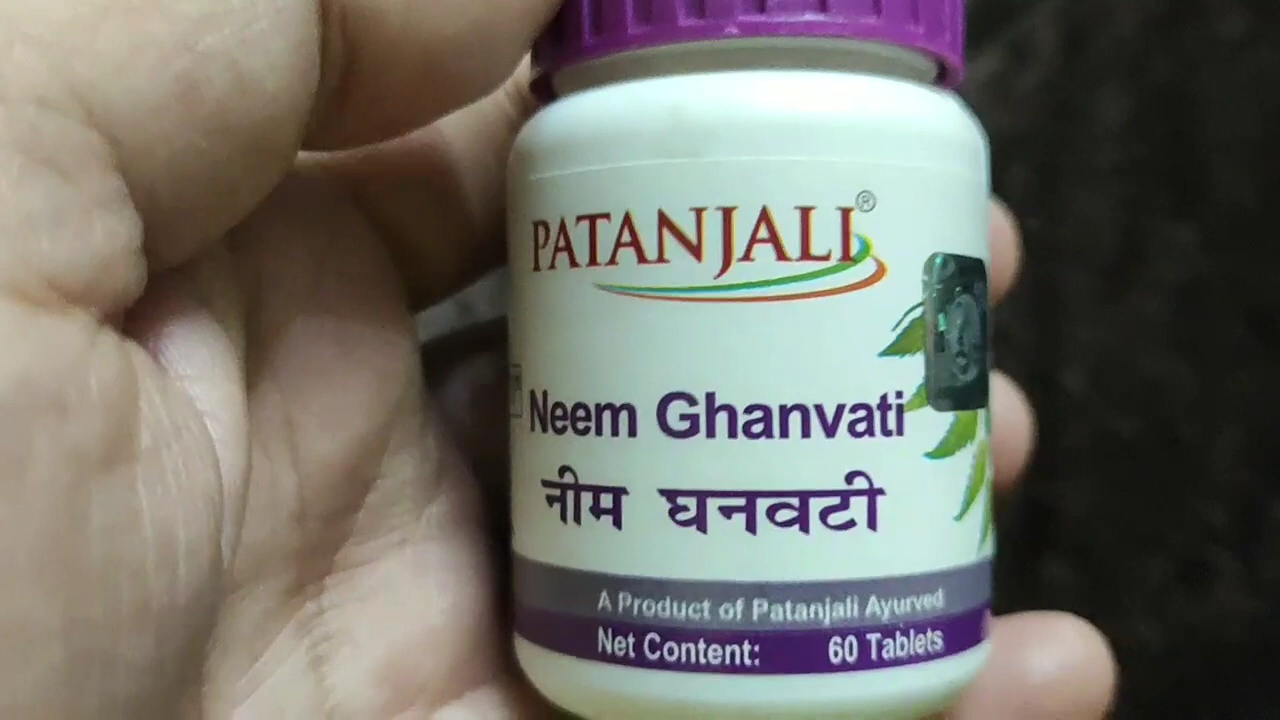 PATANJALI®
Neem Ghanvati
नीम घनवटी
A Product of Patanjali Ayurved
Net Content: 60 Tablets